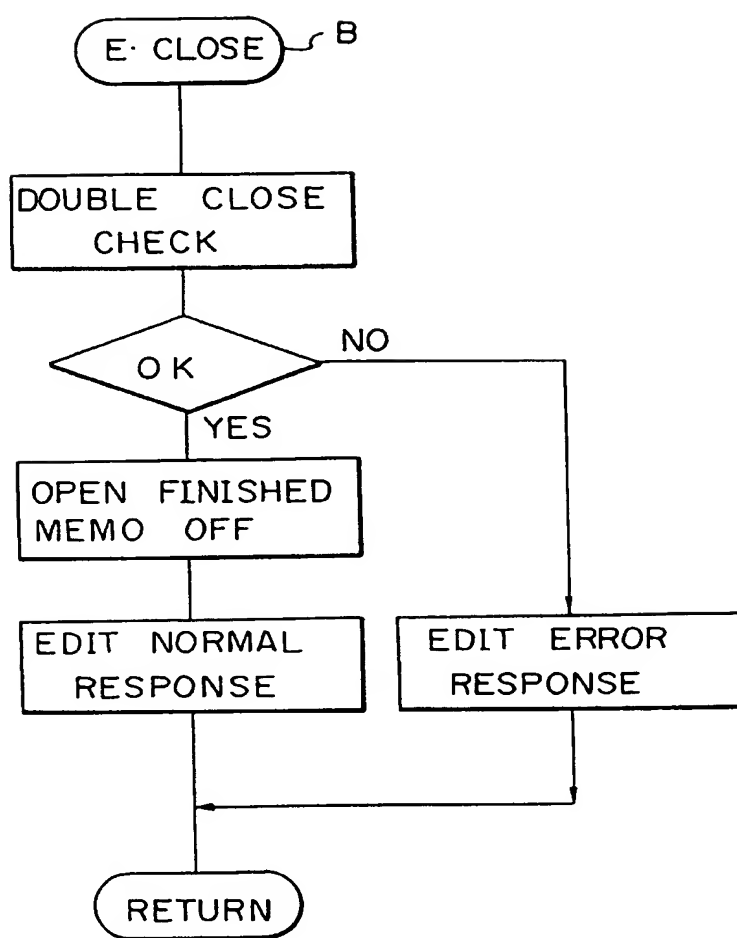 E· CLOSE
B
DOUBLE CLOSE
CHECK
OK
NO
YES
OPEN FINISHED
MEMO OFF
EDIT NORMAL
RESPONSE
EDIT ERROR
RESPONSE
RETURN